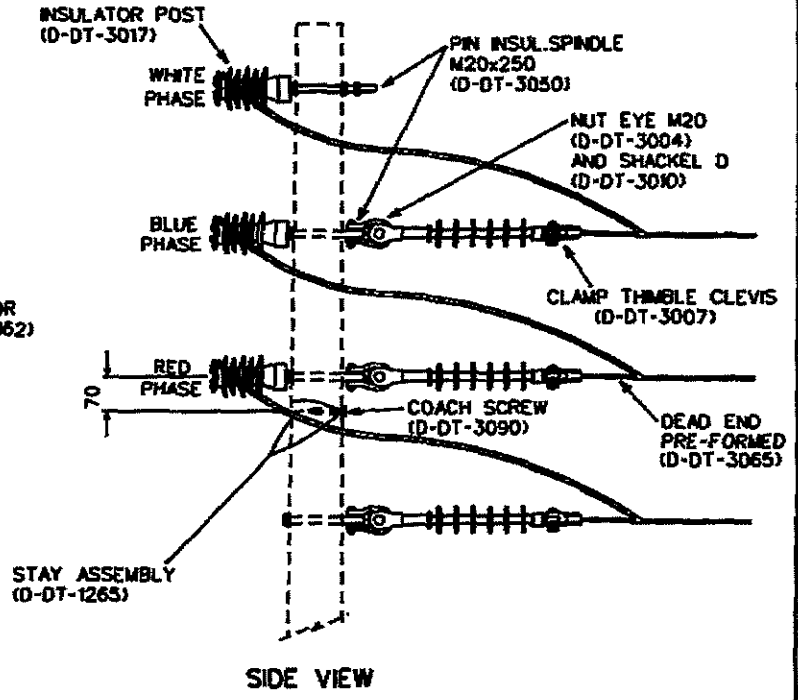 INSULATOR POST
(D-DT-3017)
WHITE
PHASE
PIN INSUL.SPINDLE
M20x250
(D-DT-3050)
NUT EYE M20
(D-DT-3004)
AND SHACKEL D
(D-DT-3010)
BLUE
PHASE
CLAMP THIMBLE CLEVIS
(D-DT-3007)
RED
PHASE
70
COACH SCREW
(D-DT-3090)
DEAD END
PRE-FORMED
(D-DT-3065)
STAY ASSEMBLY
(D-DT-1265)
SIDE VIEW